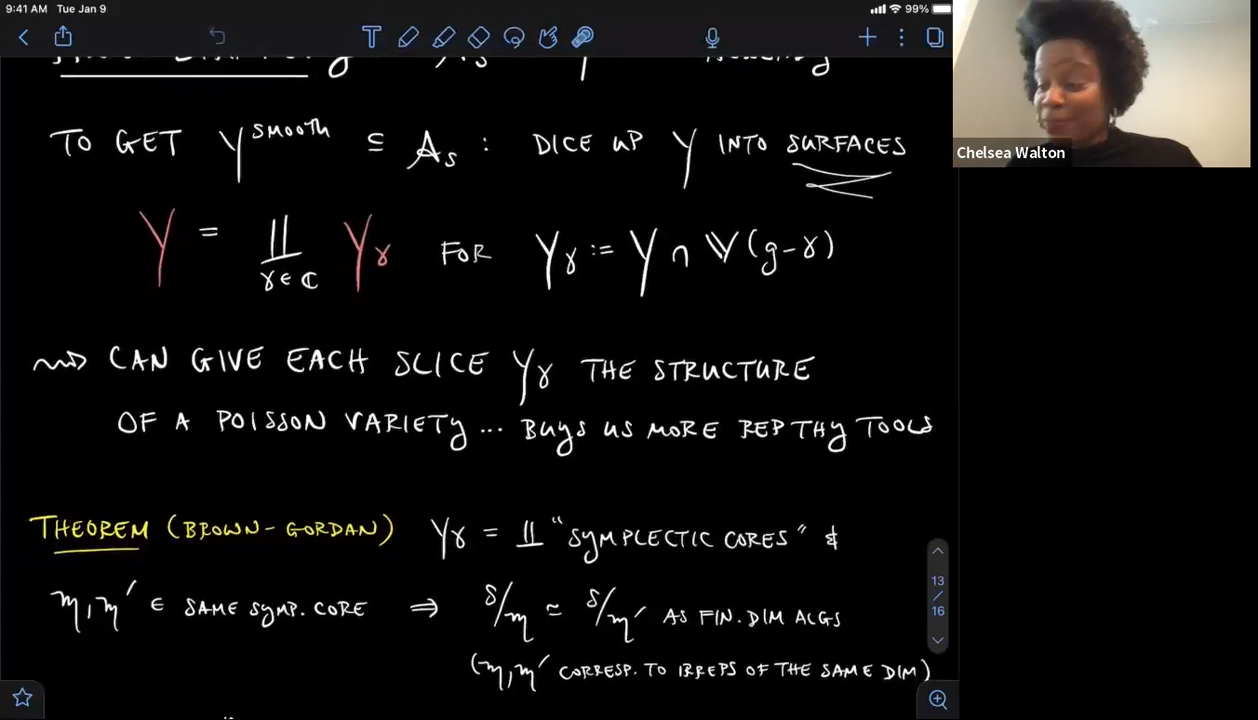 9:41 AM Tue Jan 9
99%
Chelsea Walton
TO GET Y^SMOOTH ⊆ A_S : DICE UP Y INTO SURFACES
Y = ∐_{γ∈ℂ} Y_γ FOR Y_γ := Y ∩ 𝕍(g-γ)
⇝ CAN GIVE EACH SLICE Y_γ THE STRUCTURE
OF A POISSON VARIETY... BUYS US MORE REP THY TOOLS
THEOREM (BROWN-GORDAN) Y_γ = ∐ "SYMPLECTIC CORES" &
m, m' ∈ SAME SYMP. CORE ⇒ S/m ≅ S/m' AS FIN. DIM ALGS
(m, m' CORRESP. TO IRREPS OF THE SAME DIM)
13
/
16